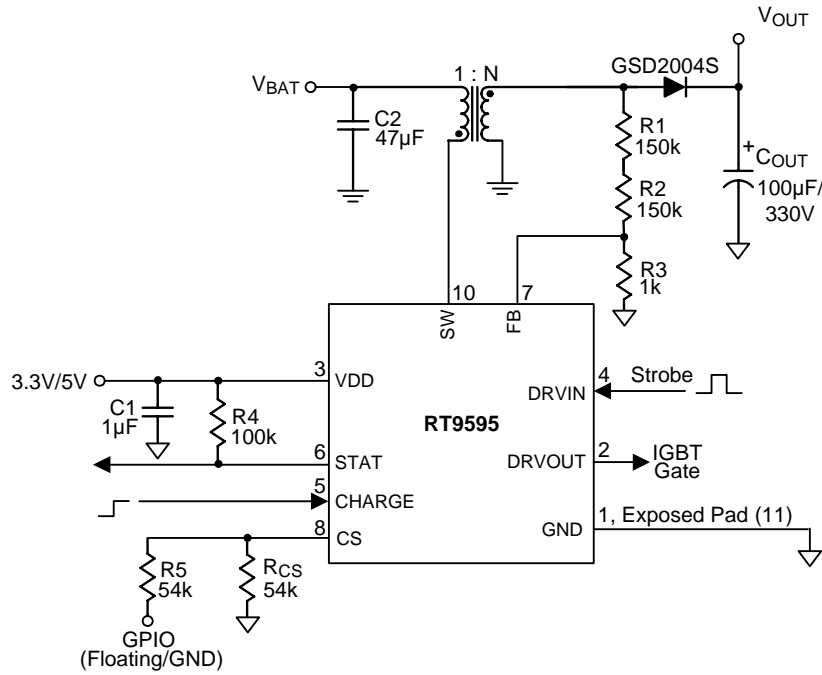 VOUT
1 : N
GSD2004S
VBAT
C2
47µF
R1
150k
R2
150k
+
COUT
100µF/
330V
R3
1k
10
7
SW
FB
3.3V/5V
3
VDD
C1
1µF
R4
100k
RT9595
4
Strobe
DRVIN
6
STAT
2
DRVOUT
IGBT
Gate
5
CHARGE
8
CS
1, Exposed Pad (11)
GND
R5
54k
RCS
54k
GPIO
(Floating/GND)